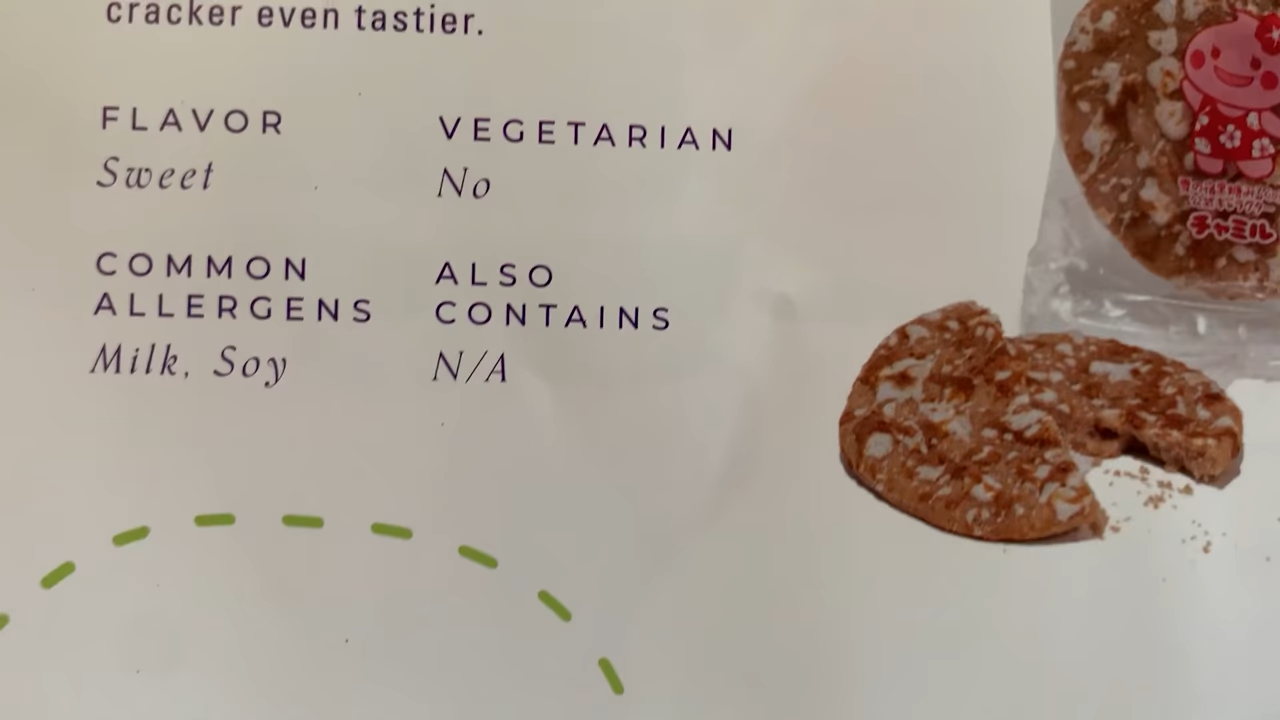 cracker even tastier.
FLAVOR
Sweet
VEGETARIAN
No
COMMON
ALLERGENS
Milk, Soy
ALSO
CONTAINS
N/A
チャミル